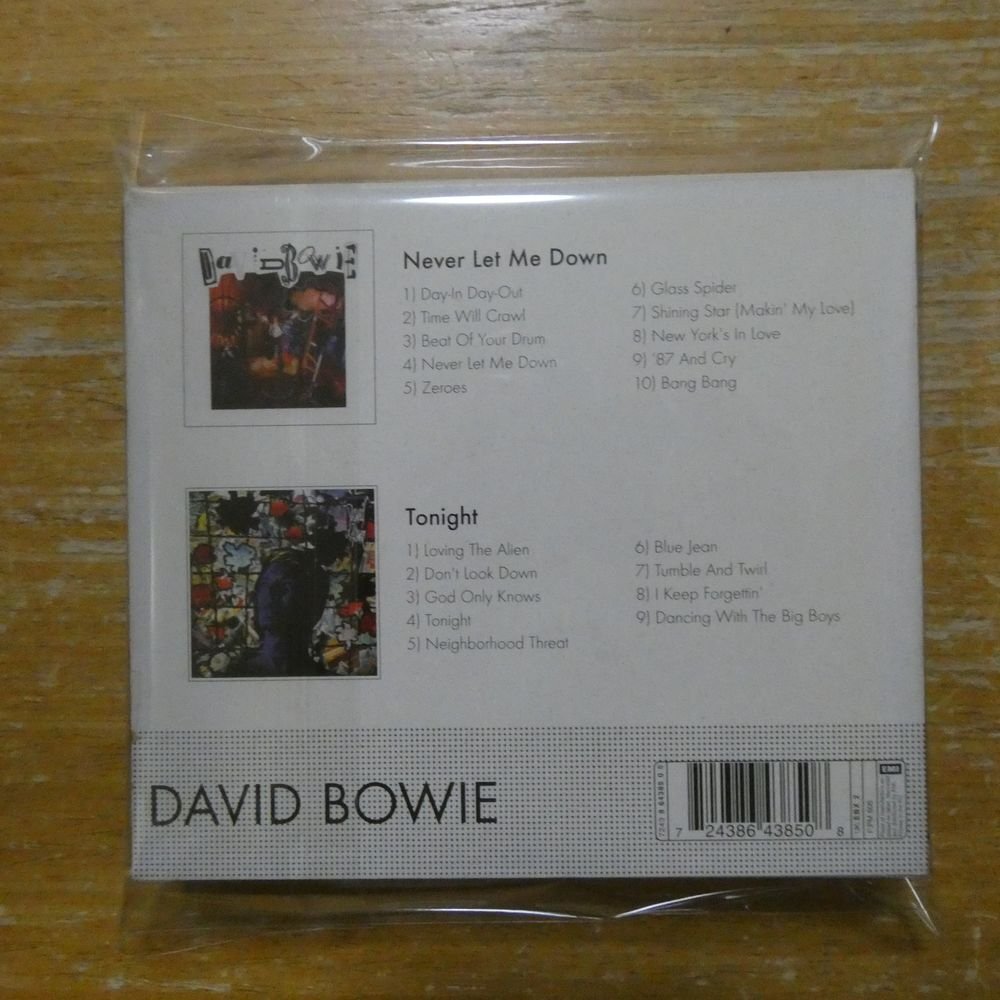 DaviD BowiE
Never Let Me Down
1) Day-In Day-Out
2) Time Will Crawl
3) Beat Of Your Drum
4) Never Let Me Down
5) Zeroes
6) Glass Spider
7) Shining Star (Makin' My Love)
8) New York's In Love
9) '87 And Cry
10) Bang Bang
Tonight
1) Loving The Alien
2) Don't Look Down
3) God Only Knows
4) Tonight
5) Neighborhood Threat
6) Blue Jean
7) Tumble And Twirl
8) I Keep Forgettin'
9) Dancing With The Big Boys
DAVID BOWIE
7 24386 43850 8
EMI